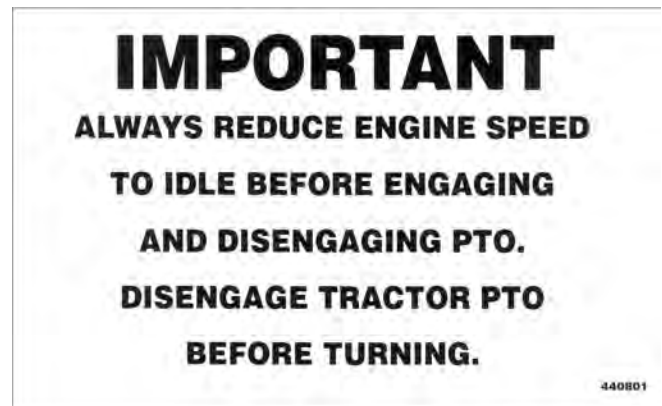 IMPORTANT
ALWAYS REDUCE ENGINE SPEED
TO IDLE BEFORE ENGAGING
AND DISENGAGING PTO.
DISENGAGE TRACTOR PTO
BEFORE TURNING.
440801